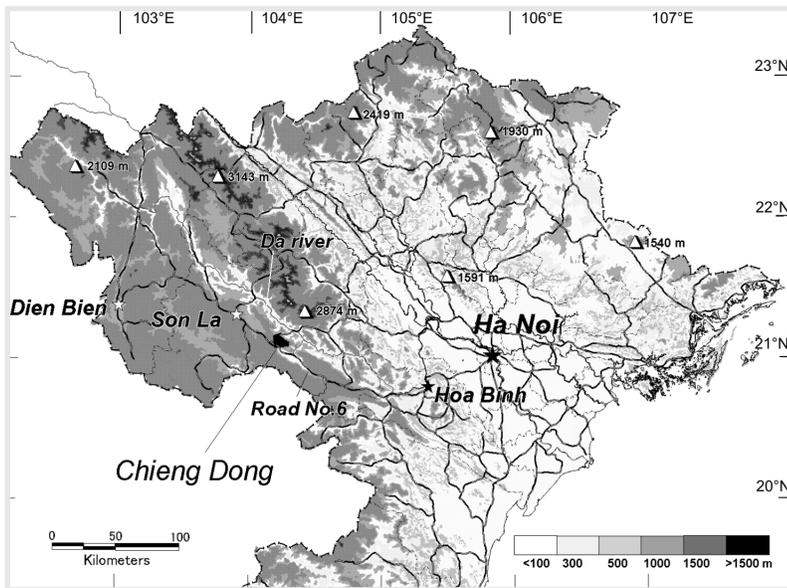 103°E 104°E 105°E 106°E 107°E
23°N
2419 m
1930 m
2109 m
3143 m
22°N
Da river
1540 m
1591 m
Dien Bien
Son La
2874 m
Ha Noi
21°N
Hoa Binh
Road No.6
Chieng Dong
20°N
0 50 100
Kilometers
<100 300 500 1000 1500 >1500 m